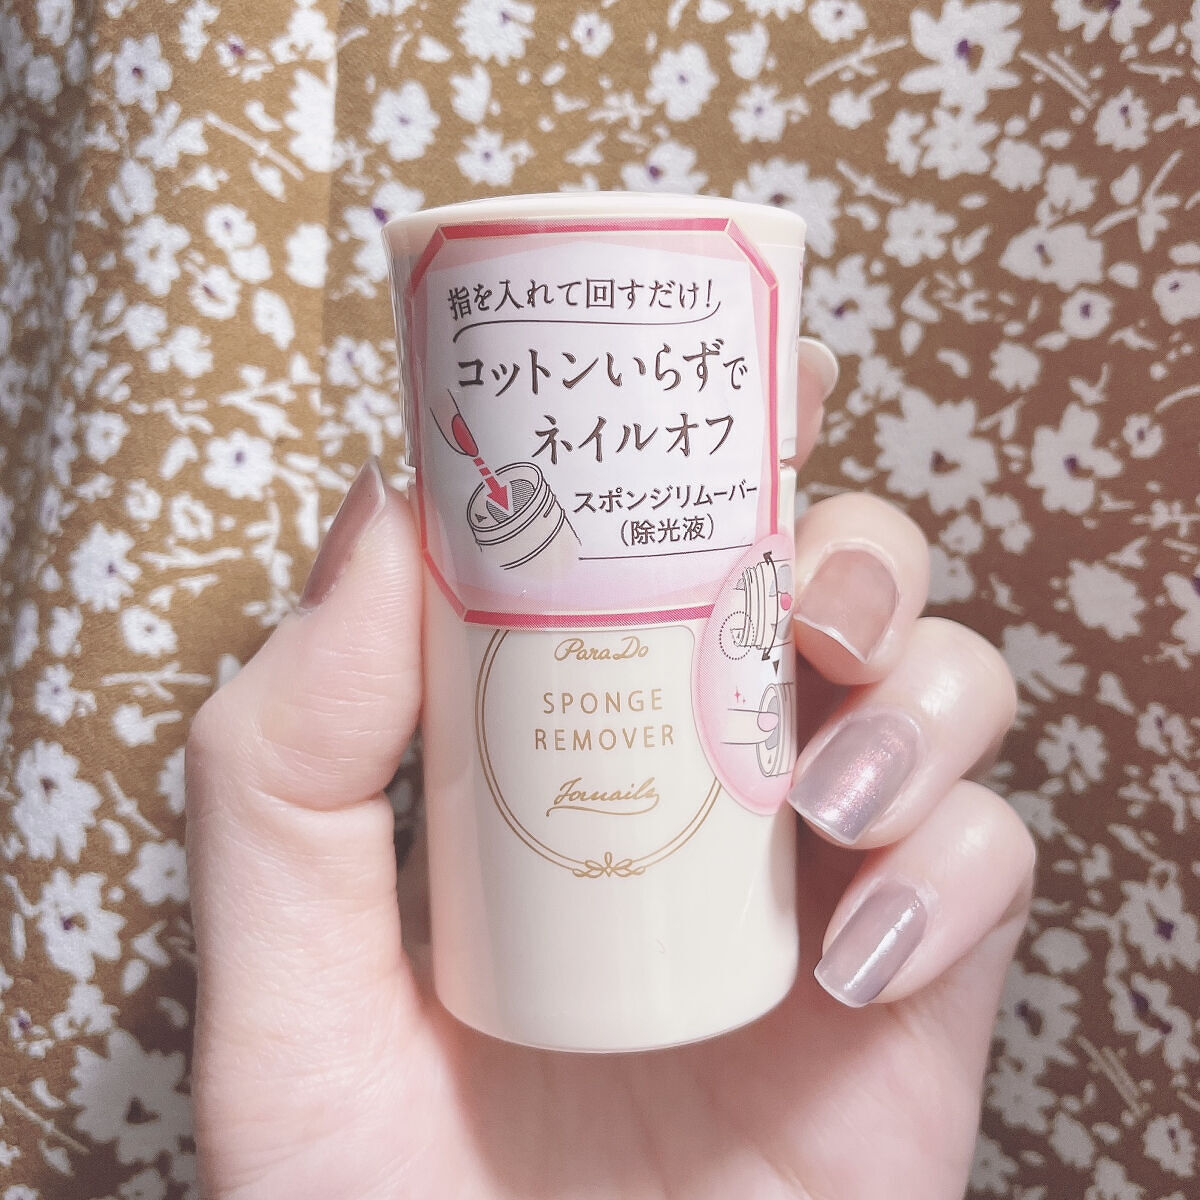 指を入れて回すだけ!
コットンいらずで
ネイルオフ
スポンジリムーバー
(除光液)
ParaDo
SPONGE
REMOVER